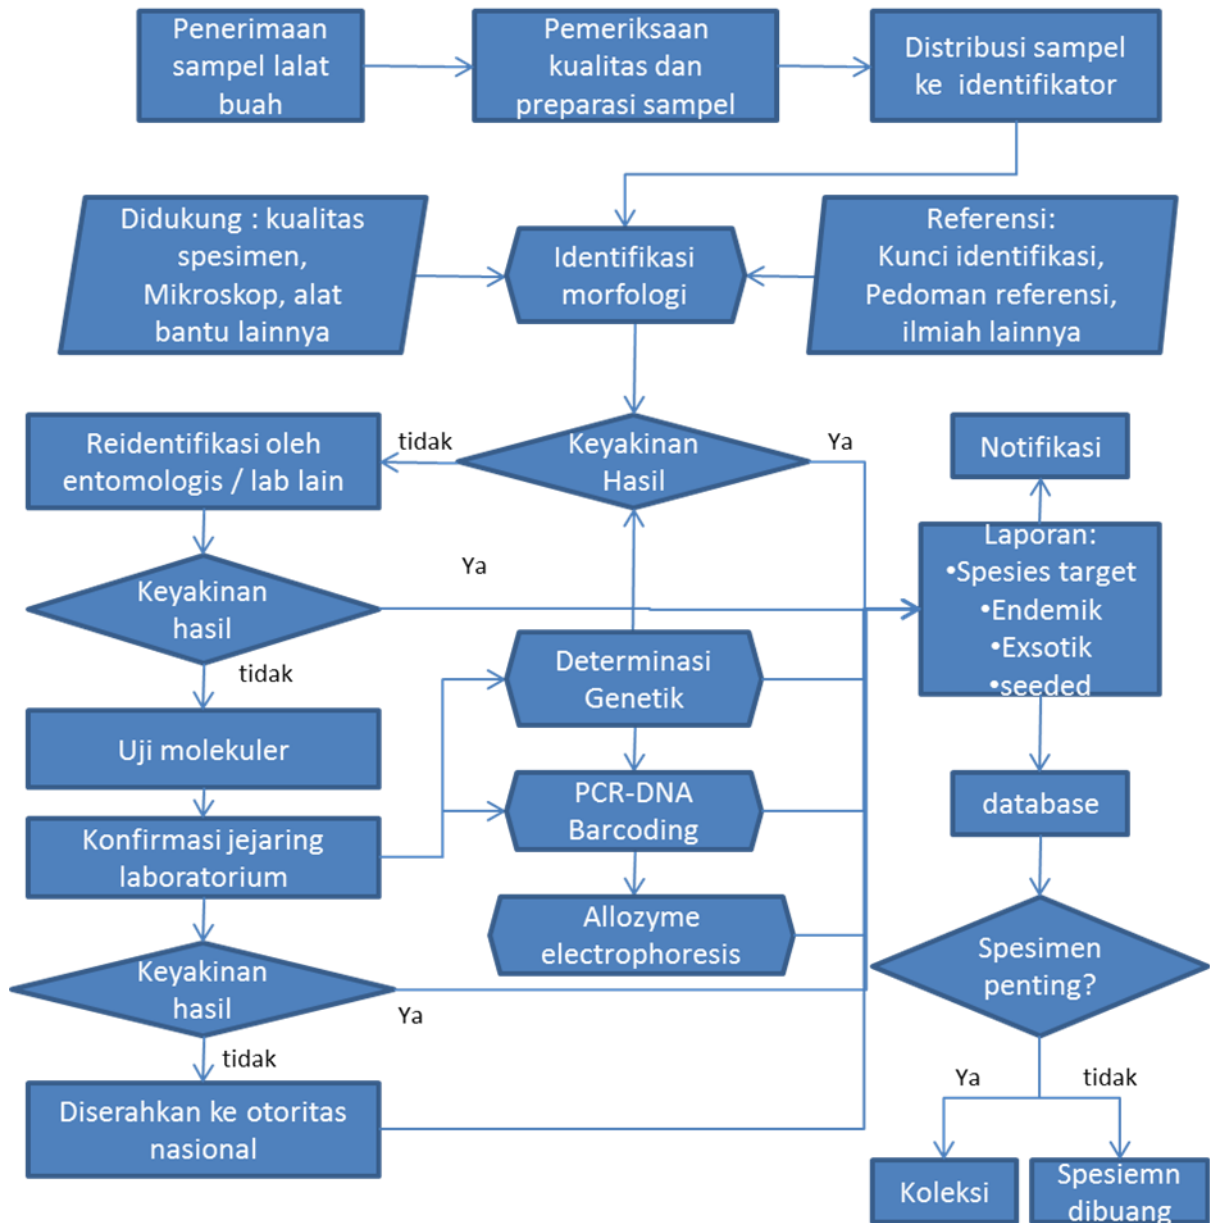 Penerimaan
sampel lalat
buah
Pemeriksaan
kualitas dan
preparasi sampel
Distribusi sampel
ke identifikator
Didukung : kualitas
spesimen,
Mikroskop, alat
bantu lainnya
Identifikasi
morfologi
Referensi:
Kunci identifikasi,
Pedoman referensi,
ilmiah lainnya
Reidentifikasi oleh
entomologis / lab lain
tidak
Keyakinan
Hasil
Ya
Notifikasi
Laporan:
•Spesies target
•Endemik
•Exsotik
•seeded
Keyakinan
hasil
Ya
tidak
Determinasi
Genetik
Uji molekuler
PCR-DNA
Barcoding
database
Konfirmasi jejaring
laboratorium
Allozyme
electrophoresis
Keyakinan
hasil
Ya
tidak
Spesimen
penting?
Ya
tidak
Diserahkan ke otoritas
nasional
Koleksi
Spesiemn
dibuang